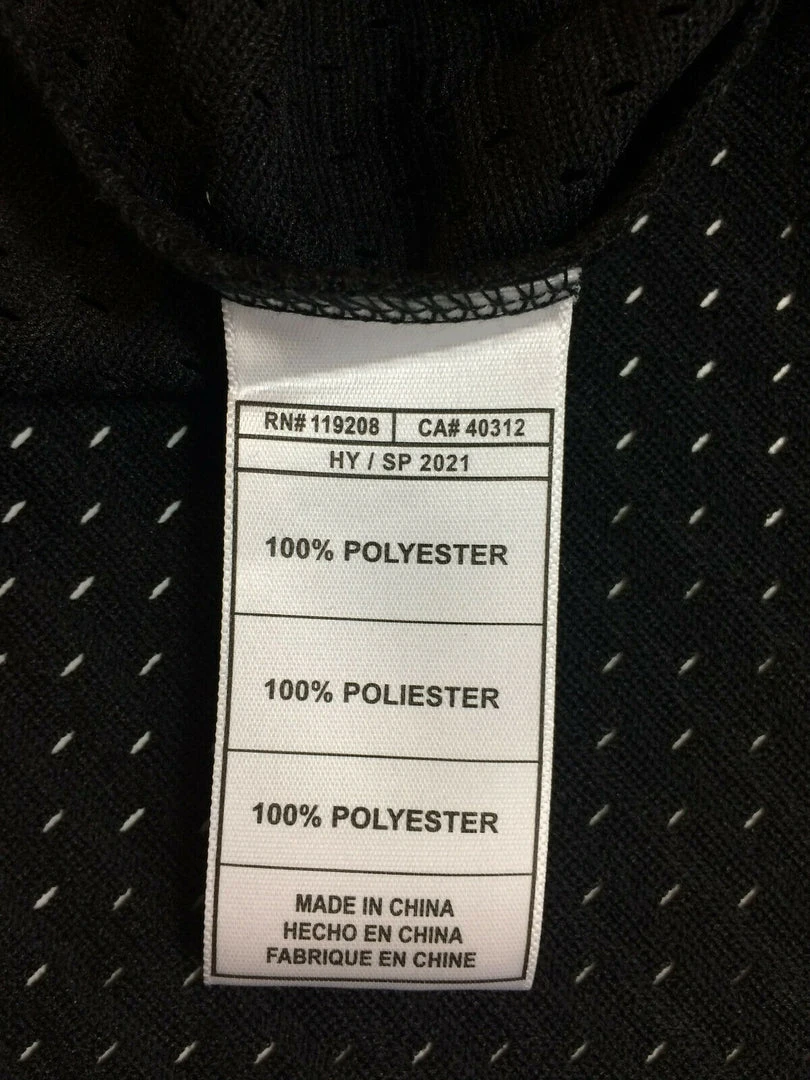 RN# 119208 CA# 40312
HY / SP 2021
100% POLYESTER
100% POLIESTER
100% POLYESTER
MADE IN CHINA
HECHO EN CHINA
FABRIQUE EN CHINE